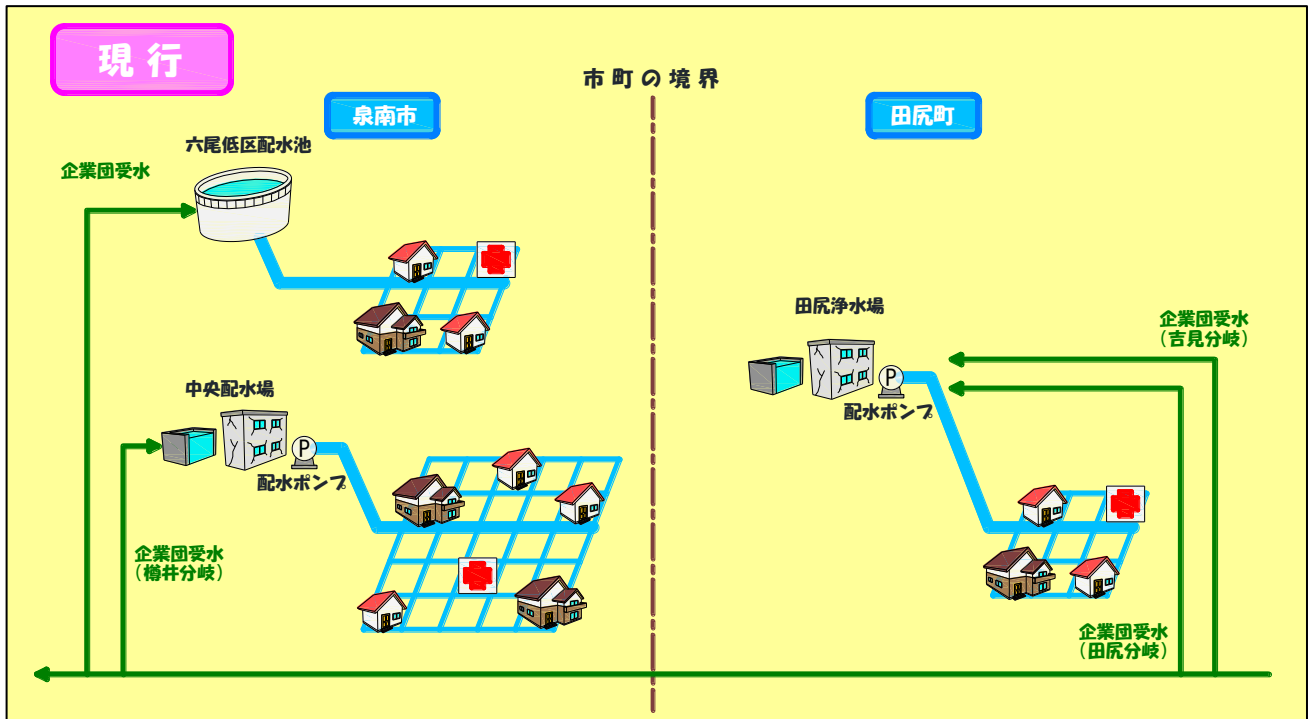 現行
市町の境界
泉南市
田尻町
六尾低区配水池
企業団受水
田尻浄水場
企業団受水
(吉見分岐)
P
配水ポンプ
中央配水場
P
配水ポンプ
企業団受水
(樽井分岐)
企業団受水
(田尻分岐)